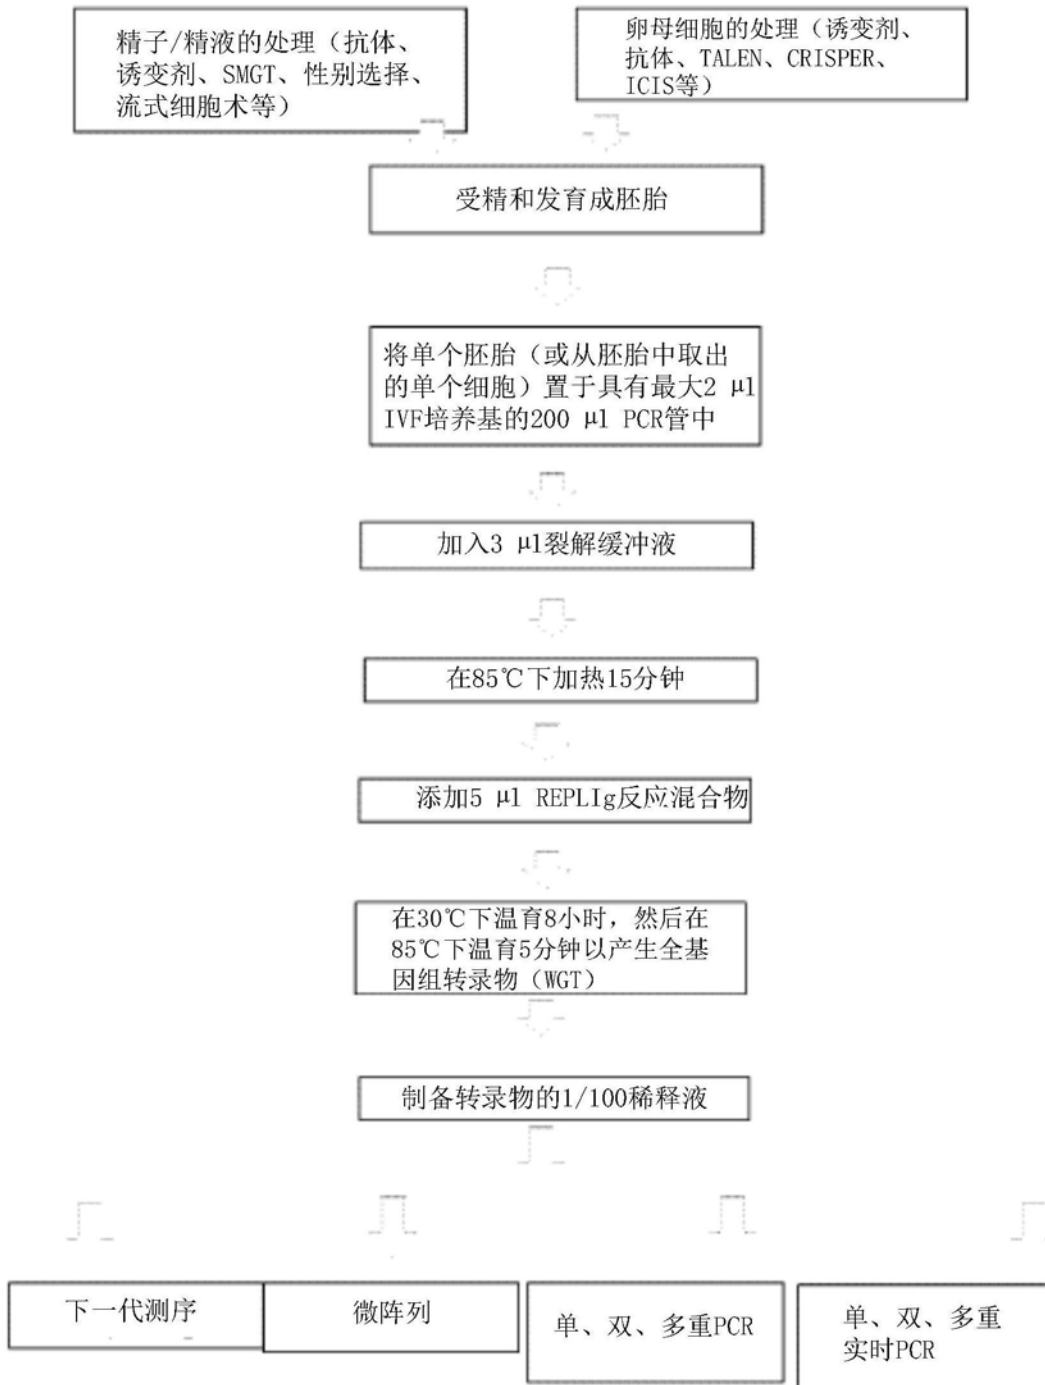 精子/精液的处理（抗体、
诱变剂、SMGT、性别选择、
流式细胞术等）
卵母细胞的处理（诱变剂、
抗体、TALEN、CRISPER、
ICIS等）
受精和发育成胚胎
将单个胚胎（或从胚胎中取出
的单个细胞）置于具有最大2 μl
IVF培养基的200 μl PCR管中
加入3 μl裂解缓冲液
在85℃下加热15分钟
添加5 μl REPLIg反应混合物
在30℃下温育8小时，然后在
85℃下温育5分钟以产生全基
因组转录物（WGT）
制备转录物的1/100稀释液
下一代测序
微阵列
单、双、多重PCR
单、双、多重
实时PCR